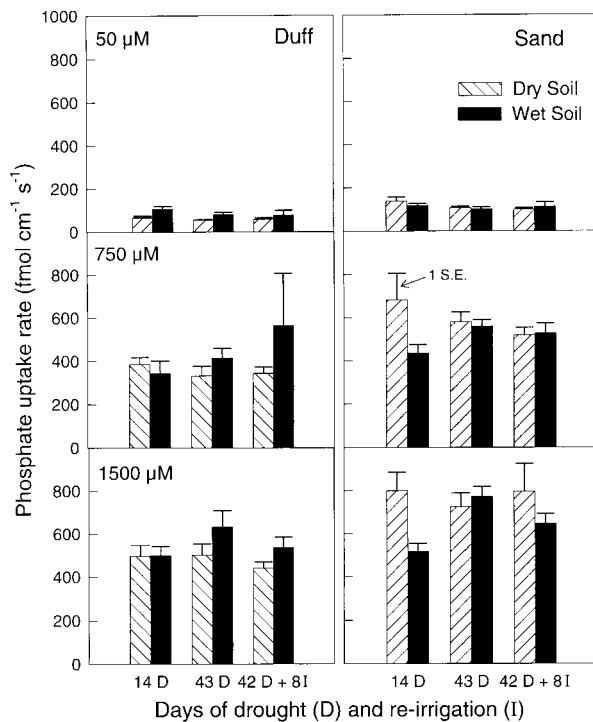 1000
50 µM
Duff
Sand
800
Dry Soil
Wet Soil
600
400
200
0
750 µM
800
1 S.E.
600
400
200
0
1500 µM
800
600
400
200
0
Phosphate uptake rate (fmol cm⁻¹ s⁻¹)
14 D 43 D 42 D + 8 I 14 D 43 D 42 D + 8 I
Days of drought (D) and re-irrigation (I)